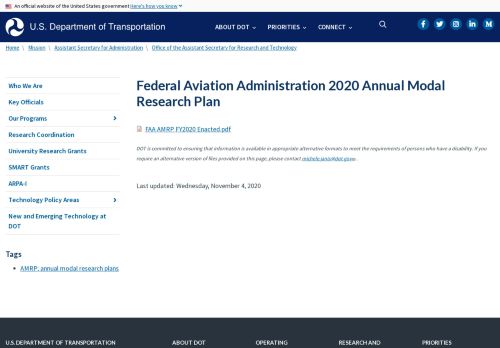 An official website of the United States government Here's how you know
U.S. Department of Transportation
ABOUT DOT
PRIORITIES
CONNECT
Home \ Mission \ Assistant Secretary for Administration \ Office of the Assistant Secretary for Research and Technology
Who We Are
Key Officials
Our Programs
Research Coordination
University Research Grants
SMART Grants
ARPA-I
Technology Policy Areas
New and Emerging Technology at
DOT
Tags
AMRP; annual modal research plans
Federal Aviation Administration 2020 Annual Modal
Research Plan
FAA AMRP FY2020 Enacted.pdf
DOT is committed to ensuring that information is available in appropriate alternative formats to meet the requirements of persons who have a disability. If you
require an alternative version of files provided on this page, please contact
Last updated: Wednesday, November 4, 2020
U.S. DEPARTMENT OF TRANSPORTATION
ABOUT DOT
OPERATING
RESEARCH AND
PRIORITIES